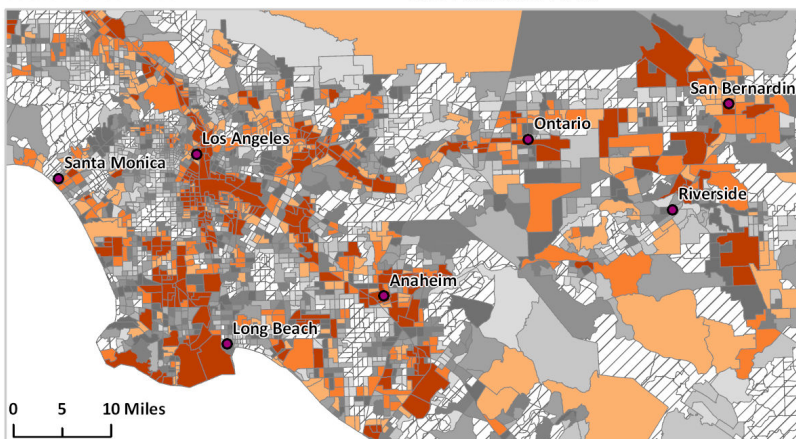 San Bernardin
Los Angeles
Ontario
Santa Monica
Riverside
Anaheim
Long Beach
0 5 10 Miles